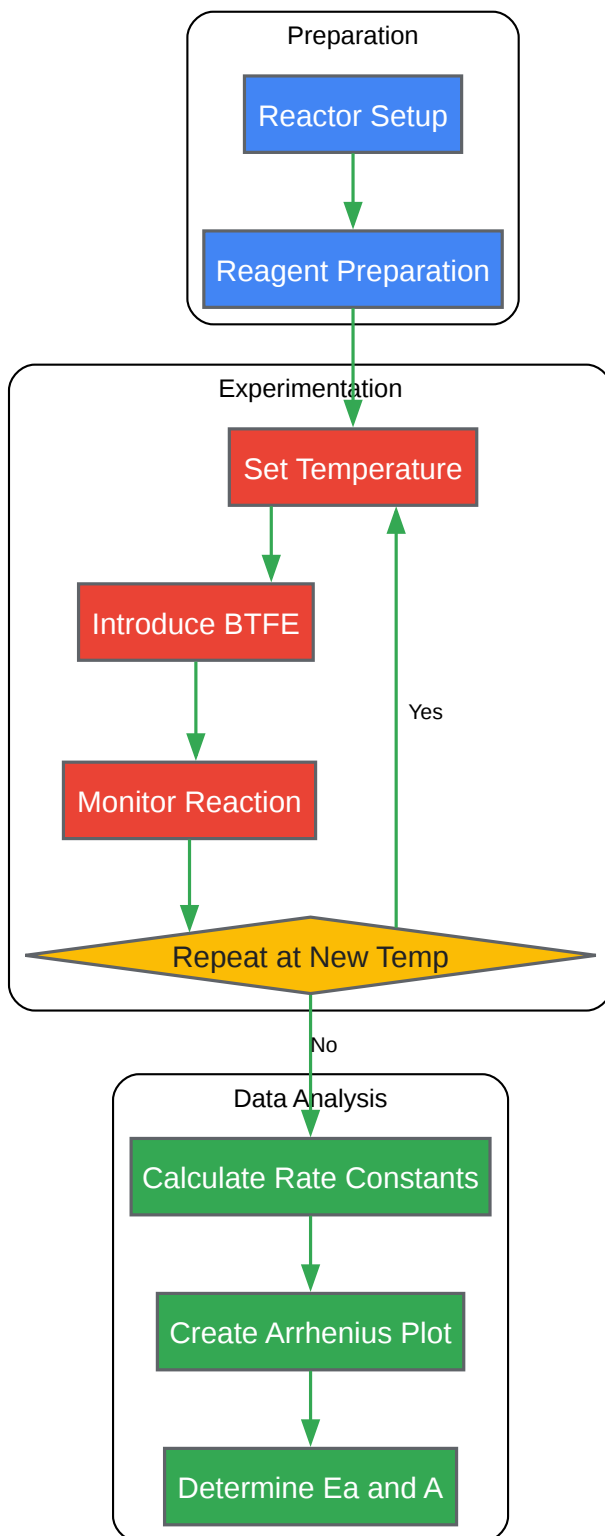 Preparation
Reactor Setup
Reagent Preparation
Experimentation
Set Temperature
Introduce BTFE
Yes
Monitor Reaction
Repeat at New Temp
No
Data Analysis
Calculate Rate Constants
Create Arrhenius Plot
Determine Ea and A